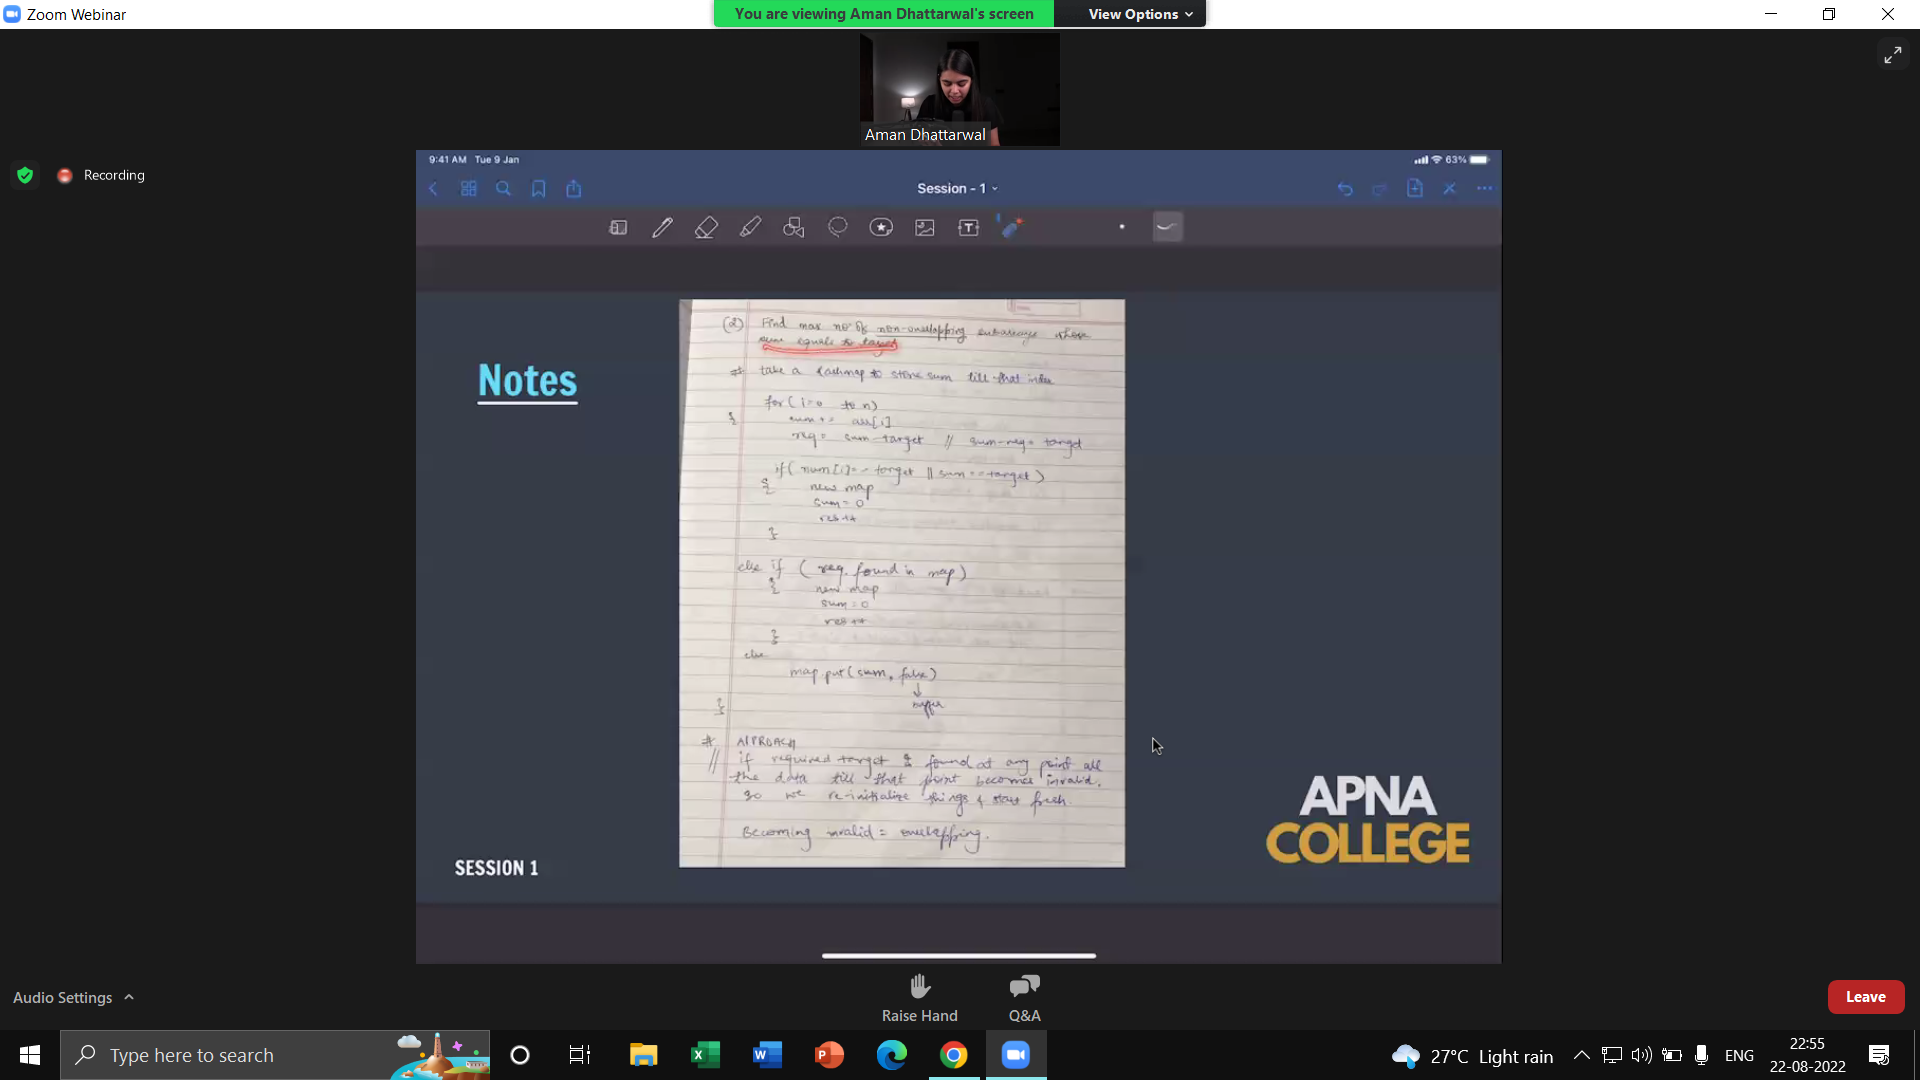 Zoom Webinar
You are viewing Aman Dhattarwal's screen
View Options
Aman Dhattarwal
Recording
9:41 AM Tue 9 Jan
63%
Session - 1
Notes
(2) Find max no of non-overlapping subarrays whose
sum equals to target
# take a hashmap to store sum till that index
for( i=0 to n)
{ sum += arr[i]
req = sum-target // sum-req = target
if( num[i]== target || sum == target)
{ new map
sum = 0
res++
}
else if ( req. found in map)
{ new map
sum = 0
res++
}
else
map.put(sum, false)
↓
}
# APPROACH
// if required target is found at any point all
the data till that point becomes invalid.
so we re-initialize things & start fresh.
Becoming invalid = overlapping.
SESSION 1
APNA
COLLEGE
Audio Settings
Raise Hand
Q&A
Leave
Type here to search
27°C Light rain
ENG
22:55
22-08-2022